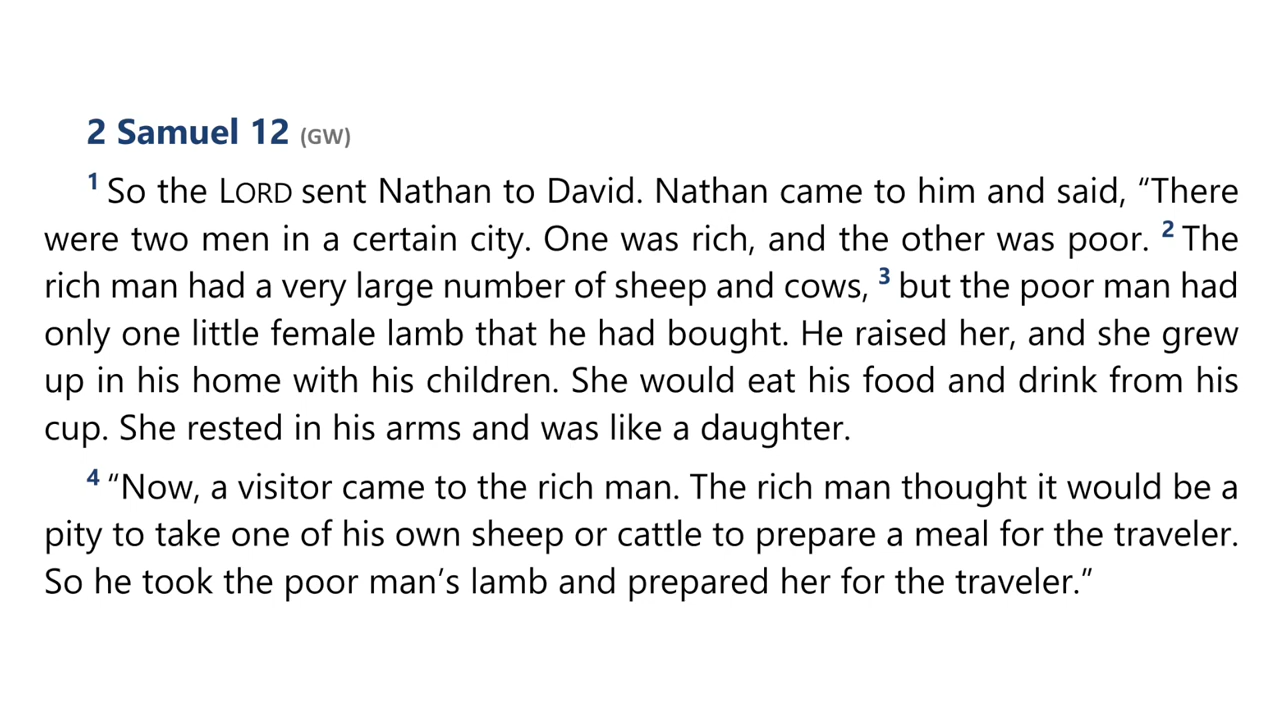 2 Samuel 12 (GW)
1 So the LORD sent Nathan to David. Nathan came to him and said, “There
were two men in a certain city. One was rich, and the other was poor. 2 The
rich man had a very large number of sheep and cows, 3 but the poor man had
only one little female lamb that he had bought. He raised her, and she grew
up in his home with his children. She would eat his food and drink from his
cup. She rested in his arms and was like a daughter.
4 “Now, a visitor came to the rich man. The rich man thought it would be a
pity to take one of his own sheep or cattle to prepare a meal for the traveler.
So he took the poor man’s lamb and prepared her for the traveler.”